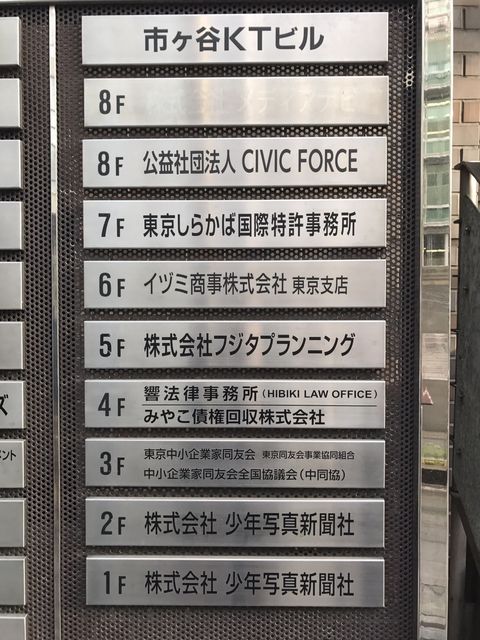 市ヶ谷KTビル
8F
8F 公益社団法人 CIVIC FORCE
7F 東京しらかば国際特許事務所
6F イヅミ商事株式会社 東京支店
5F 株式会社フジタプランニング
4F 響法律事務所 (HIBIKI LAW OFFICE)
みやこ債権回収株式会社
3F 東京中小企業家同友会 東京同友会事業協同組合
中小企業家同友会全国協議会(中同協)
2F 株式会社 少年写真新聞社
1F 株式会社 少年写真新聞社
ズ
メント